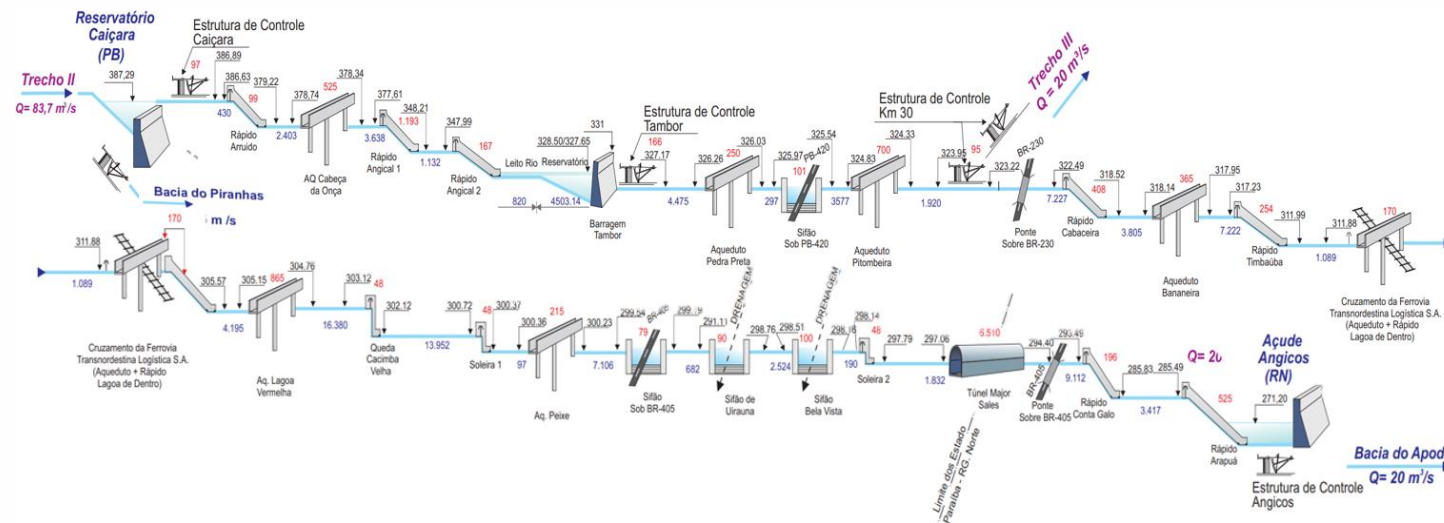 Reservatório
Caiçara
(PB)
Estrutura de Controle
Caiçara
Trecho II
Q= 83,7 m³/s
387,29
97
386,89
386,63
379,22
99
430
Rápido
Arruido
2.403
378,74
525
378,34
AQ Cabeça
da Onça
377,61
3.638
1.193
348,21
Rápido
Angical 1
1.132
347,99
167
Rápido
Angical 2
Leito Rio
Reservatório
328.50/327.65
331
820
4503.14
Barragem
Tambor
Estrutura de Controle
Tambor
166
327,17
4.475
326,26
250
326,03
Aqueduto
Pedra Preta
297
325,97
PB-420
101
325,54
Sifão
Sob PB-420
3577
324,83
700
324,33
Aqueduto
Pitombeira
Estrutura de Controle
Km 30
323,95
1.920
95
Trecho III
Q = 20 m³/s
323,22
BR-230
Ponte
Sobre BR-230
322,49
7.227
408
318,52
Rápido
Cabaceira
3.805
318,14
365
317,95
Aqueduto
Bananeira
7.222
317,23
254
311,99
Rápido
Timbaúba
1.089
311,88
170
Cruzamento da Ferrovia
Transnordestina Logística S.A.
(Aqueduto + Rápido
Lagoa de Dentro)
Bacia do Piranhas
m /s
311.88
170
1.089
Cruzamento da Ferrovia
Transnordestina Logística S.A.
(Aqueduto + Rápido
Lagoa de Dentro)
305.57
4.195
305.15
865
304.76
Aq. Lagoa
Vermelha
16.380
303.12
48
302.12
Queda
Cacimba
Velha
13.952
300.72
48
300.37
Soleira 1
97
300.36
215
300.23
Aq. Peixe
7.106
299.54
BR-405
79
Sifão
Sob BR-405
682
DRENAGEM
90
Sifão de
Uirauna
298.76
298.51
2.524
DRENAGEM
100
Sifão
Bela Vista
190
298.14
48
Soleira 2
297.79
297.06
1.832
6.510
Túnel Major
Sales
Limite dos Estado
Paraíba - RG. Norte
294.40
BR-405
Ponte
Sobre BR-405
9.112
196
Rápido
Conta Galo
285.83
285.49
3.417
Q= 20
525
Rápido
Arapuá
Açude
Angicos
(RN)
271,20
Estrutura de Controle
Angicos
Bacia do Apod
Q= 20 m³/s